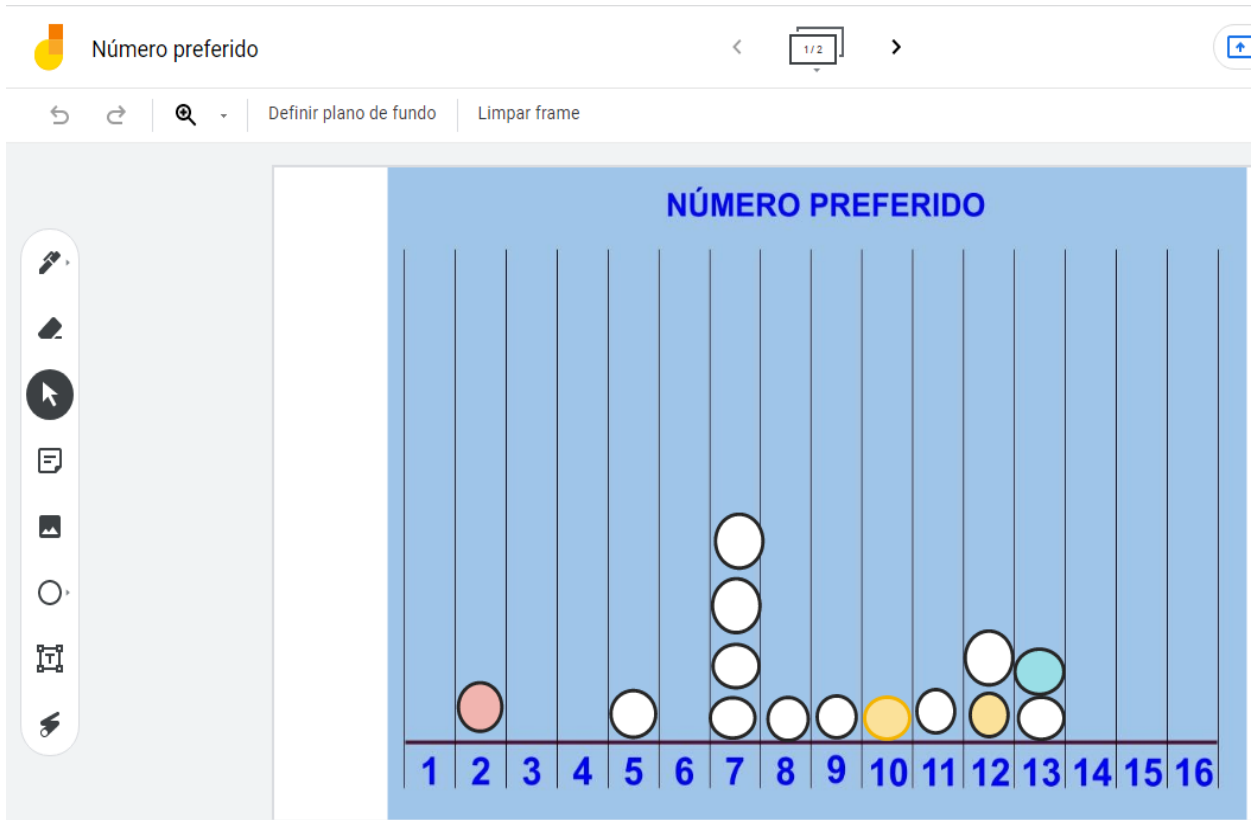 Número preferido
1 / 2
Definir plano de fundo Limpar frame
NÚMERO PREFERIDO
T
1 2 3 4 5 6 7 8 9 10 11 12 13 14 15 16